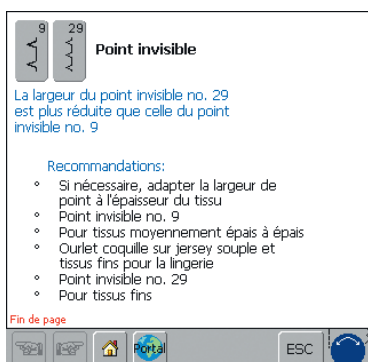 9 29
Point invisible
La largeur du point invisible no. 29
est plus réduite que celle du point
invisible no. 9
Recommandations:
° Si nécessaire, adapter la largeur de
point à l'épaisseur du tissu
° Point invisible no. 9
° Pour tissus moyennement épais à épais
° Ourlet coquille sur jersey souple et
tissus fins pour la lingerie
° Point invisible no. 29
° Pour tissus fins
Fin de page
Portal ESC